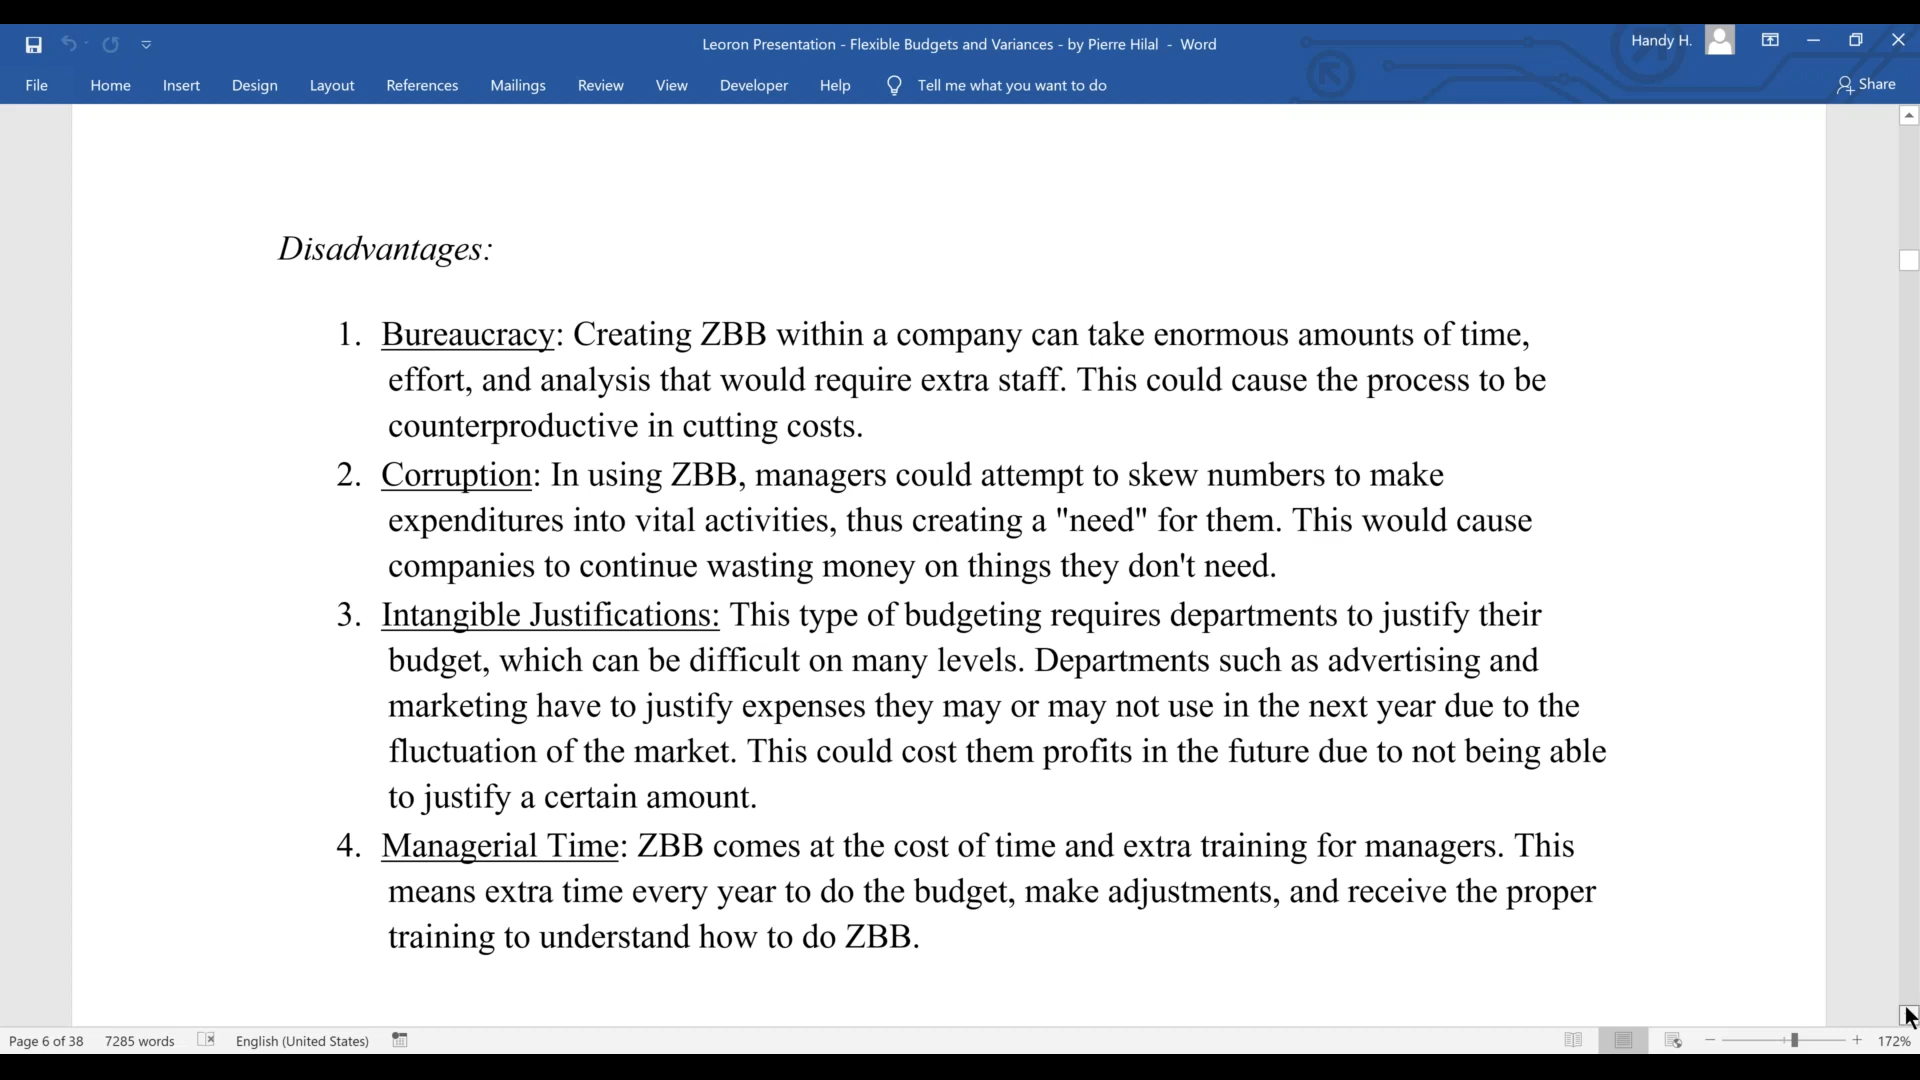 Leoron Presentation - Flexible Budgets and Variances - by Pierre Hilal - Word
Handy H.
File Home Insert Design Layout References Mailings Review View Developer Help Tell me what you want to do Share
Disadvantages:
1. Bureaucracy: Creating ZBB within a company can take enormous amounts of time,
effort, and analysis that would require extra staff. This could cause the process to be
counterproductive in cutting costs.
2. Corruption: In using ZBB, managers could attempt to skew numbers to make
expenditures into vital activities, thus creating a "need" for them. This would cause
companies to continue wasting money on things they don't need.
3. Intangible Justifications: This type of budgeting requires departments to justify their
budget, which can be difficult on many levels. Departments such as advertising and
marketing have to justify expenses they may or may not use in the next year due to the
fluctuation of the market. This could cost them profits in the future due to not being able
to justify a certain amount.
4. Managerial Time: ZBB comes at the cost of time and extra training for managers. This
means extra time every year to do the budget, make adjustments, and receive the proper
training to understand how to do ZBB.
Page 6 of 38 7285 words English (United States) 172%